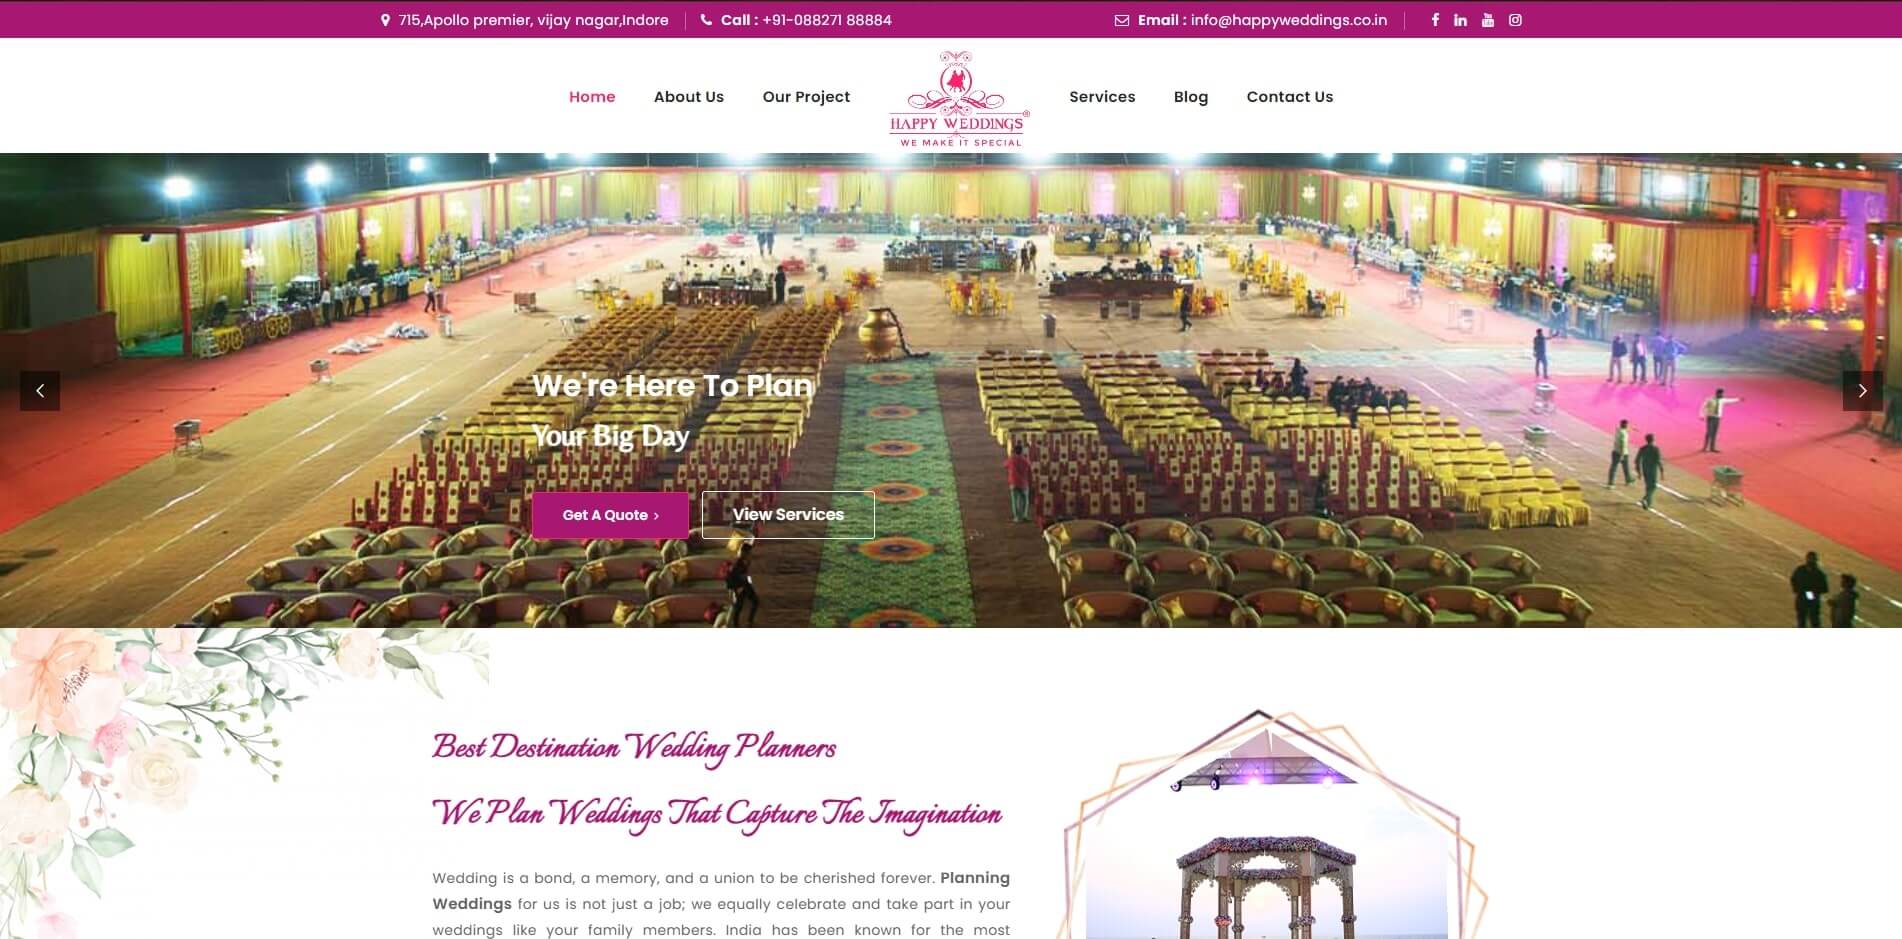 715,Apollo premier, vijay nagar,Indore
Call : +91-088271 88884
Email : info@happyweddings.co.in
Home
About Us
Our Project
HAPPY WEDDINGS®
WE MAKE IT SPECIAL
Services
Blog
Contact Us
We're Here To Plan
Your Big Day
Get A Quote ›
View Services
Best Destination Wedding Planners
We Plan Weddings That Capture The Imagination
Wedding is a bond, a memory, and a union to be cherished forever. Planning
Weddings for us is not just a job; we equally celebrate and take part in your
weddings like your family members. India has been known for the most